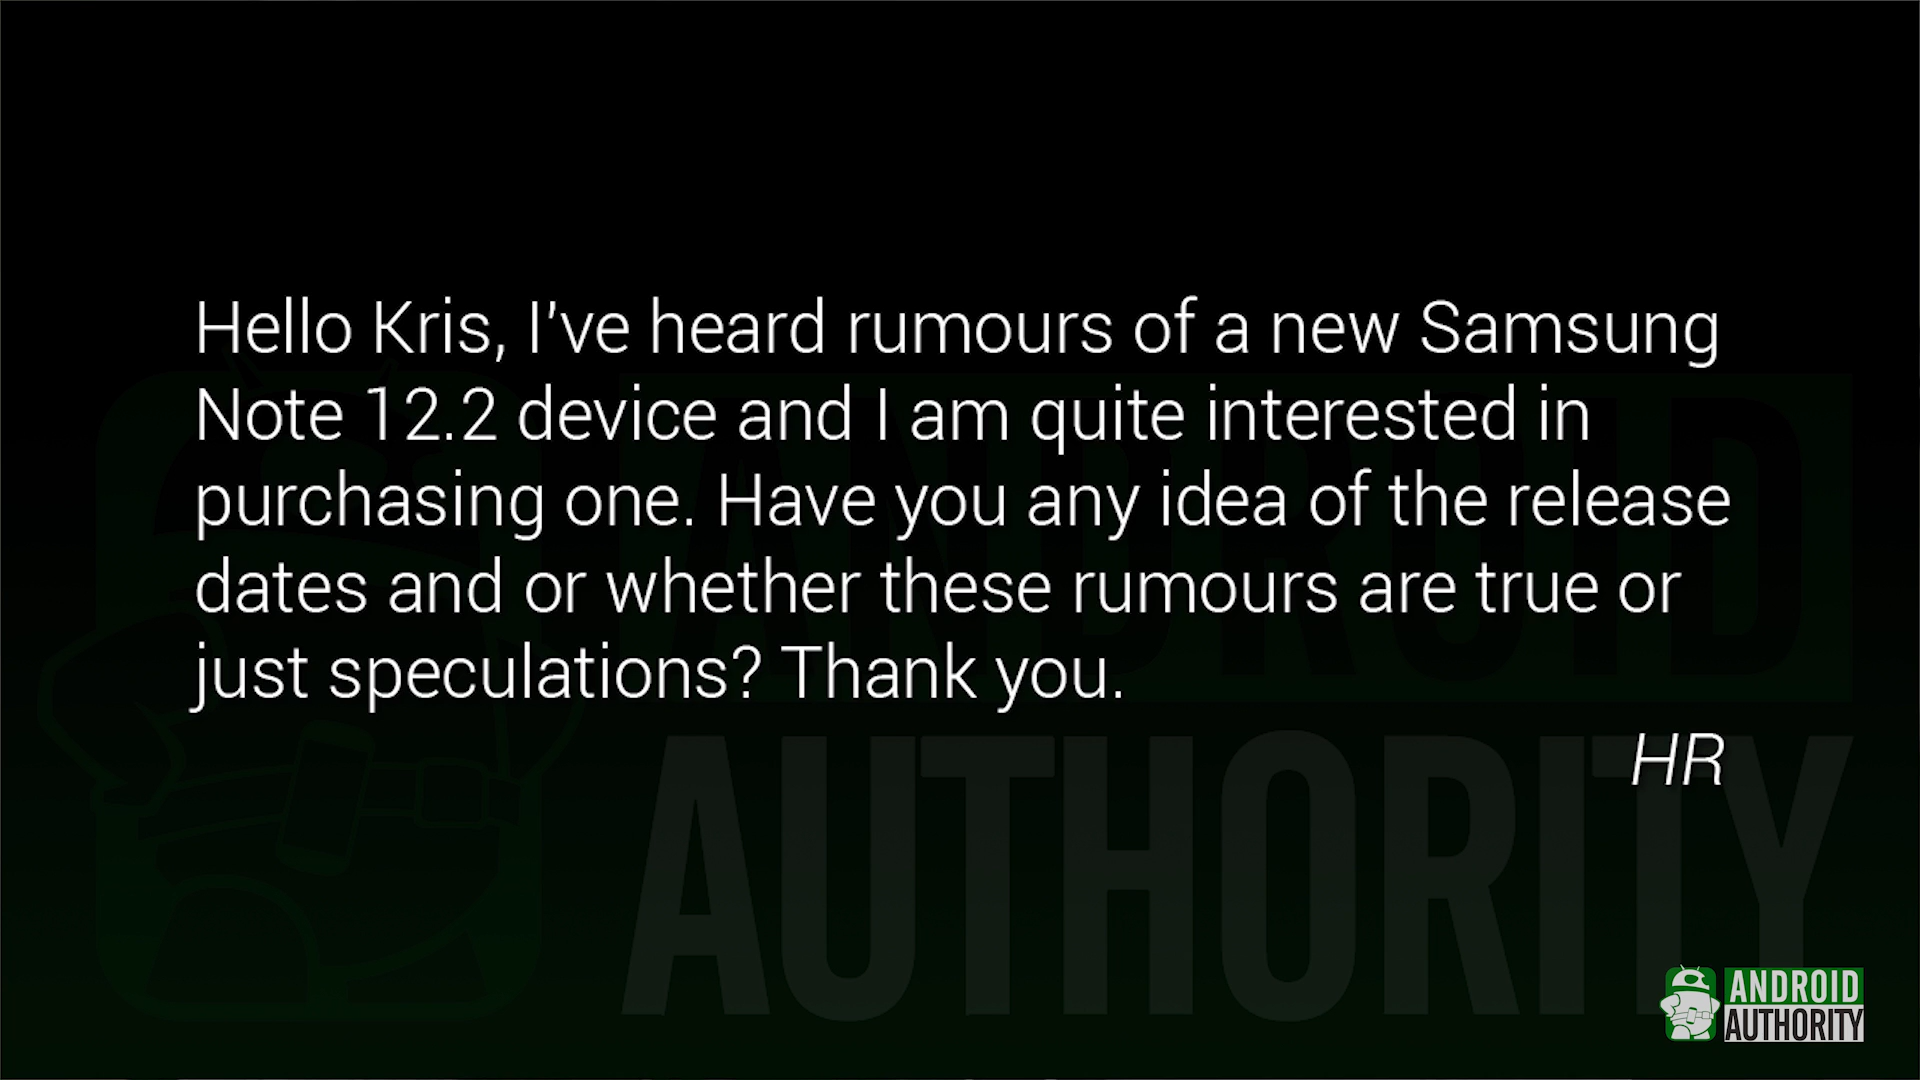 Hello Kris, I've heard rumours of a new Samsung
Note 12.2 device and I am quite interested in
purchasing one. Have you any idea of the release
dates and or whether these rumours are true or
just speculations? Thank you.
HR
ANDROID
AUTHORITY
ANDROID
AUTHORITY